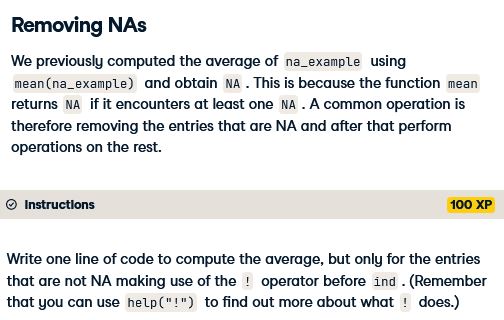 Removing NAs
We previously computed the average of na_example using
mean(na_example) and obtain NA . This is because the function mean
returns NA if it encounters at least one NA . A common operation is
therefore removing the entries that are NA and after that perform
operations on the rest.
Instructions 100 XP
Write one line of code to compute the average, but only for the entries
that are not NA making use of the ! operator before ind . (Remember
that you can use help("!") to find out more about what ! does.)